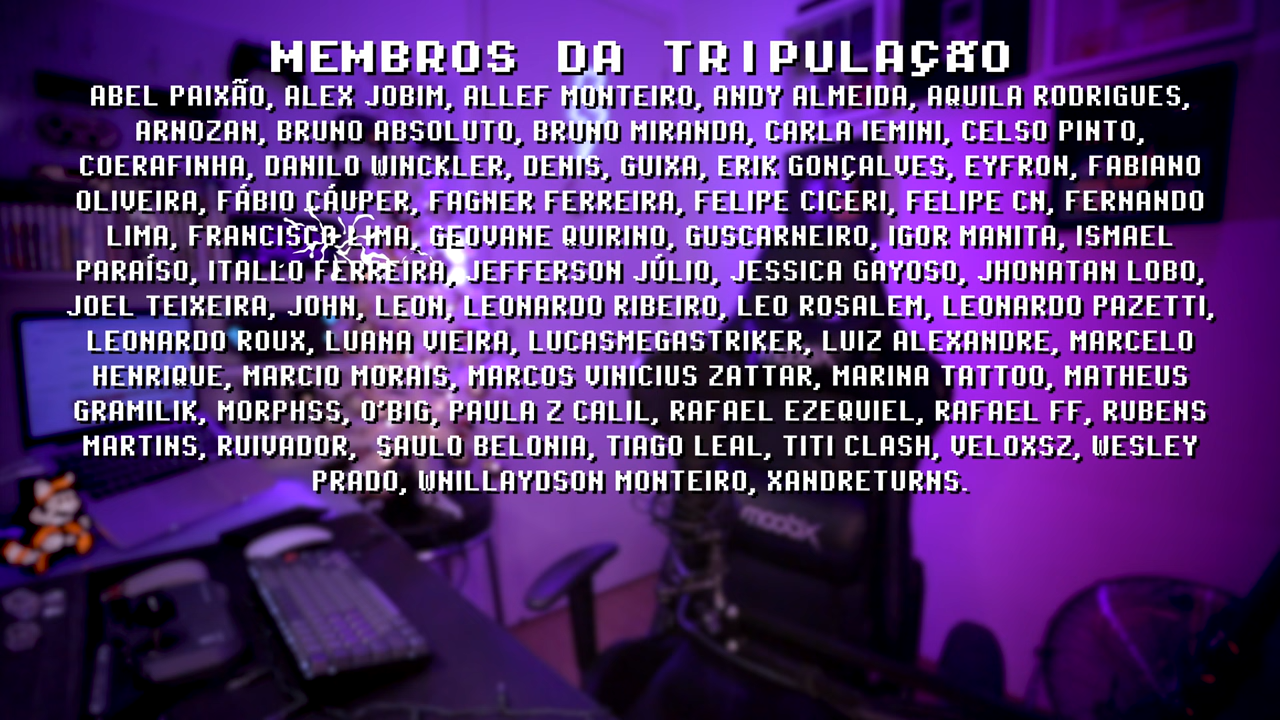 MEMBROS DA TRIPULAÇÃO
ABEL PAIXÃO, ALEX JOBIM, ALLEF MONTEIRO, ANDY ALMEIDA, AQUILA RODRIGUES,
ARNOZAN, BRUNO ABSOLUTO, BRUNO MIRANDA, CARLA IEMINI, CELSO PINTO,
COERAFINHA, DANILO WINCKLER, DENIS, GUIXA, ERIK GONÇALVES, EYFRON, FABIANO
OLIVEIRA, FÁBIO CÁUPER, FAGNER FERREIRA, FELIPE CICERI, FELIPE CN, FERNANDO
LIMA, FRANCISCO LIMA, GEOVANE QUIRINO, GUSCARNEIRO, IGOR MANITA, ISMAEL
PARAÍSO, ITALLO FERREIRA, JEFFERSON JÚLIO, JESSICA GAYOSO, JHONATAN LOBO,
JOEL TEIXEIRA, JOHN, LEON, LEONARDO RIBEIRO, LEO ROSALEM, LEONARDO PAZETTI,
LEONARDO ROUX, LUANA VIEIRA, LUCASMEGASTRIKER, LUIZ ALEXANDRE, MARCELO
HENRIQUE, MARCIO MORAIS, MARCOS VINICIUS ZATTAR, MARINA TATTOO, MATHEUS
GRAMILIK, MORPHSS, O'BIG, PAULA Z CALIL, RAFAEL EZEQUIEL, RAFAEL FF, RUBENS
MARTINS, RUIVADOR, SAULO BELONIA, TIAGO LEAL, TITI CLASH, VELOXSZ, WESLEY
PRADO, WNILLAYDSON MONTEIRO, XANDRETURNS.
moobX